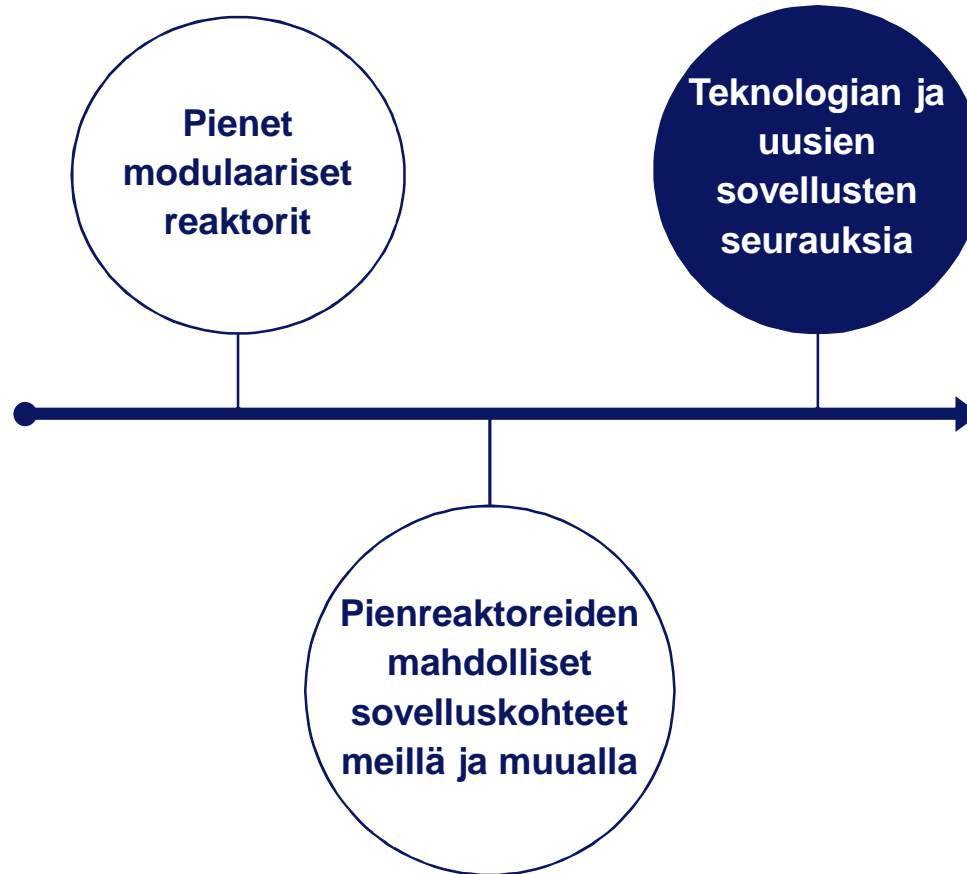 Pienet
modulaariset
reaktorit
Teknologian ja
uusien
sovellusten
seurauksia
Pienreaktoreiden
mahdolliset
sovelluskohteet
meillä ja muualla